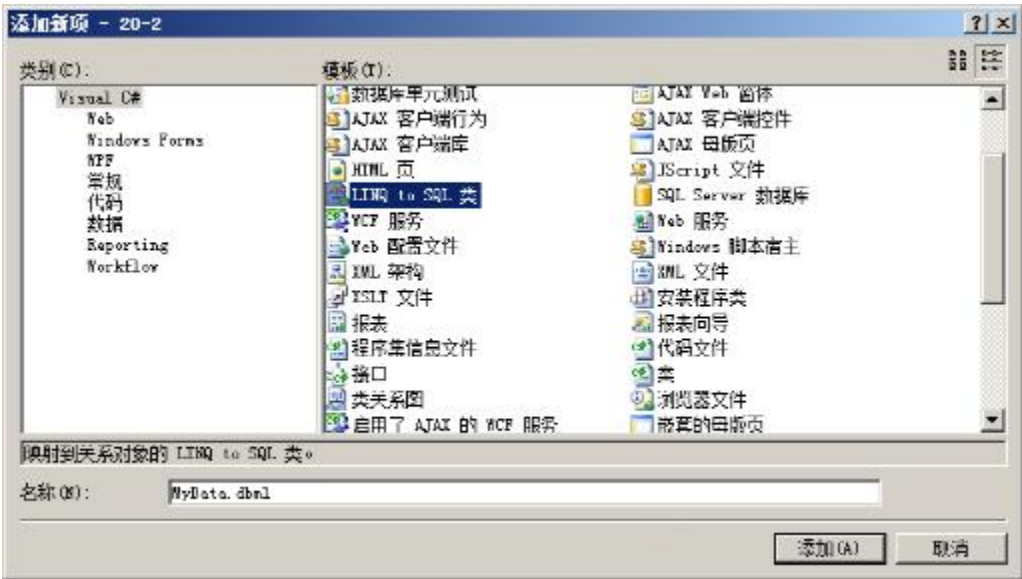 添加新项 - 20-2
类别(C):
模板(T):
Visual C#
Web
Windows Forms
WPF
常规
代码
数据
Reporting
Workflow
数据库单元测试
AJAX Web 窗体
AJAX 客户端行为
AJAX 客户端控件
AJAX 客户端库
AJAX 母版页
HTML 页
JScript 文件
LINQ to SQL 类
SQL Server 数据库
WCF 服务
Web 服务
Web 配置文件
Windows 脚本宿主
XML 架构
XML 文件
XSLT 文件
安装程序类
报表
报表向导
程序集信息文件
代码文件
接口
类
类关系图
浏览器文件
启用了 AJAX 的 WCF 服务
嵌套的母版页
映射到关系对象的 LINQ to SQL 类。
名称(N):
MyData.dbml
添加(A)
取消